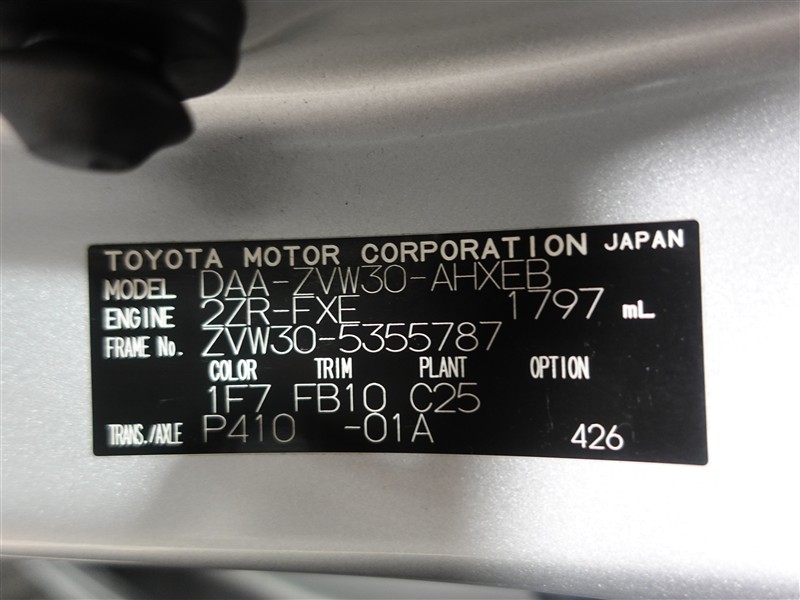 TOYOTA MOTOR CORPORATION JAPAN
MODEL DAA-ZVW30-AHXEB
ENGINE 2ZR-FXE 1797 mL
FRAME No. ZVW30-5355787
COLOR TRIM PLANT OPTION
1F7 FB10 C25
TRANS./AXLE P410 -01A 426